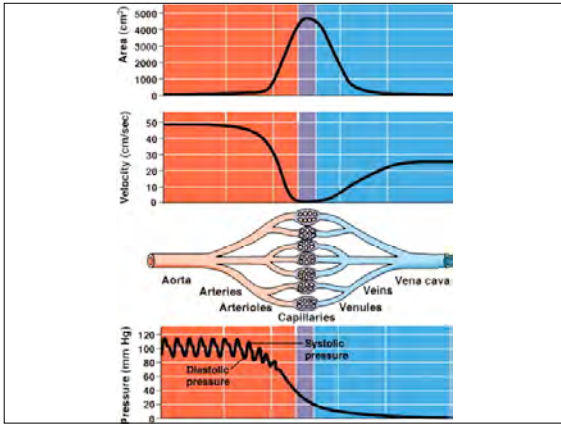 Area (cm²)
5000
4000
3000
2000
1000
0
Velocity (cm/sec)
50
40
30
20
10
0
Aorta
Arteries
Arterioles
Capillaries
Venules
Veins
Vena cava
Pressure (mm Hg)
120
100
80
60
40
20
0
Systolic
pressure
Diastolic
pressure